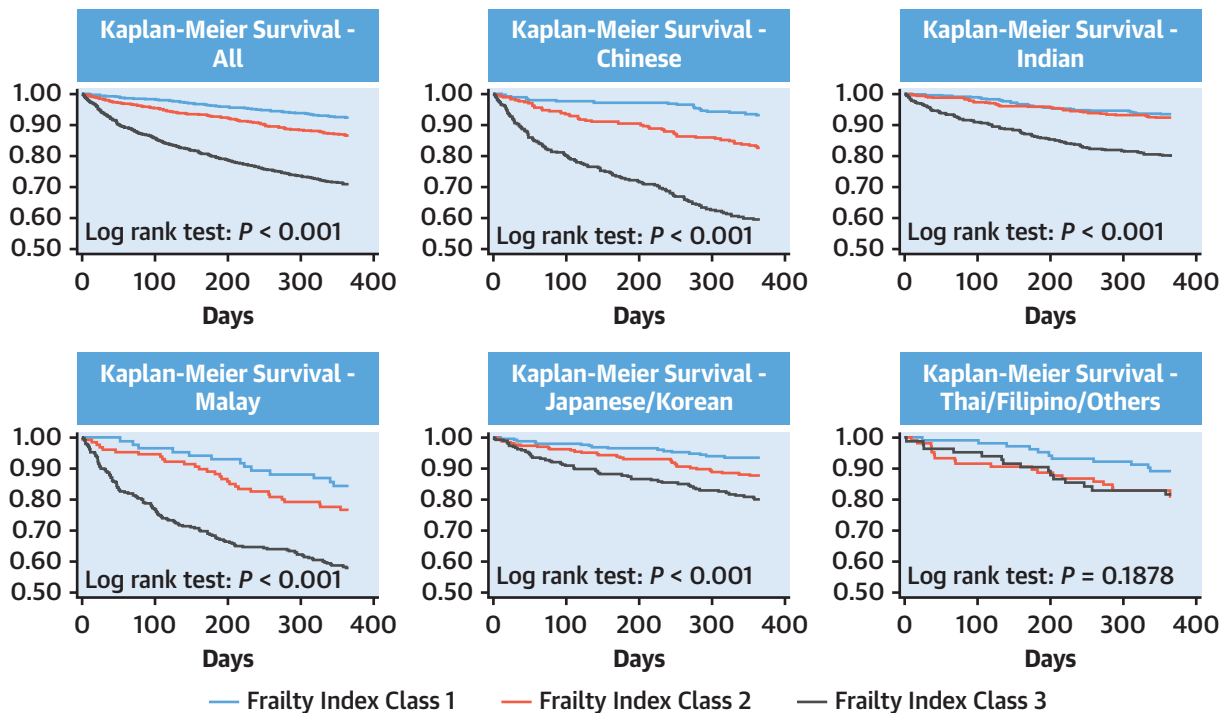 Kaplan-Meier Survival -
All
1.00
0.90
0.80
0.70
0.60
0.50
Log rank test: P < 0.001
0 100 200 300 400
Days
Kaplan-Meier Survival -
Chinese
1.00
0.90
0.80
0.70
0.60
0.50
Log rank test: P < 0.001
0 100 200 300 400
Days
Kaplan-Meier Survival -
Indian
1.00
0.90
0.80
0.70
0.60
0.50
Log rank test: P < 0.001
0 100 200 300 400
Days
Kaplan-Meier Survival -
Malay
1.00
0.90
0.80
0.70
0.60
0.50
Log rank test: P < 0.001
0 100 200 300 400
Days
Kaplan-Meier Survival -
Japanese/Korean
1.00
0.90
0.80
0.70
0.60
0.50
Log rank test: P < 0.001
0 100 200 300 400
Days
Kaplan-Meier Survival -
Thai/Filipino/Others
1.00
0.90
0.80
0.70
0.60
0.50
Log rank test: P = 0.1878
0 100 200 300 400
Days
Frailty Index Class 1 Frailty Index Class 2 Frailty Index Class 3